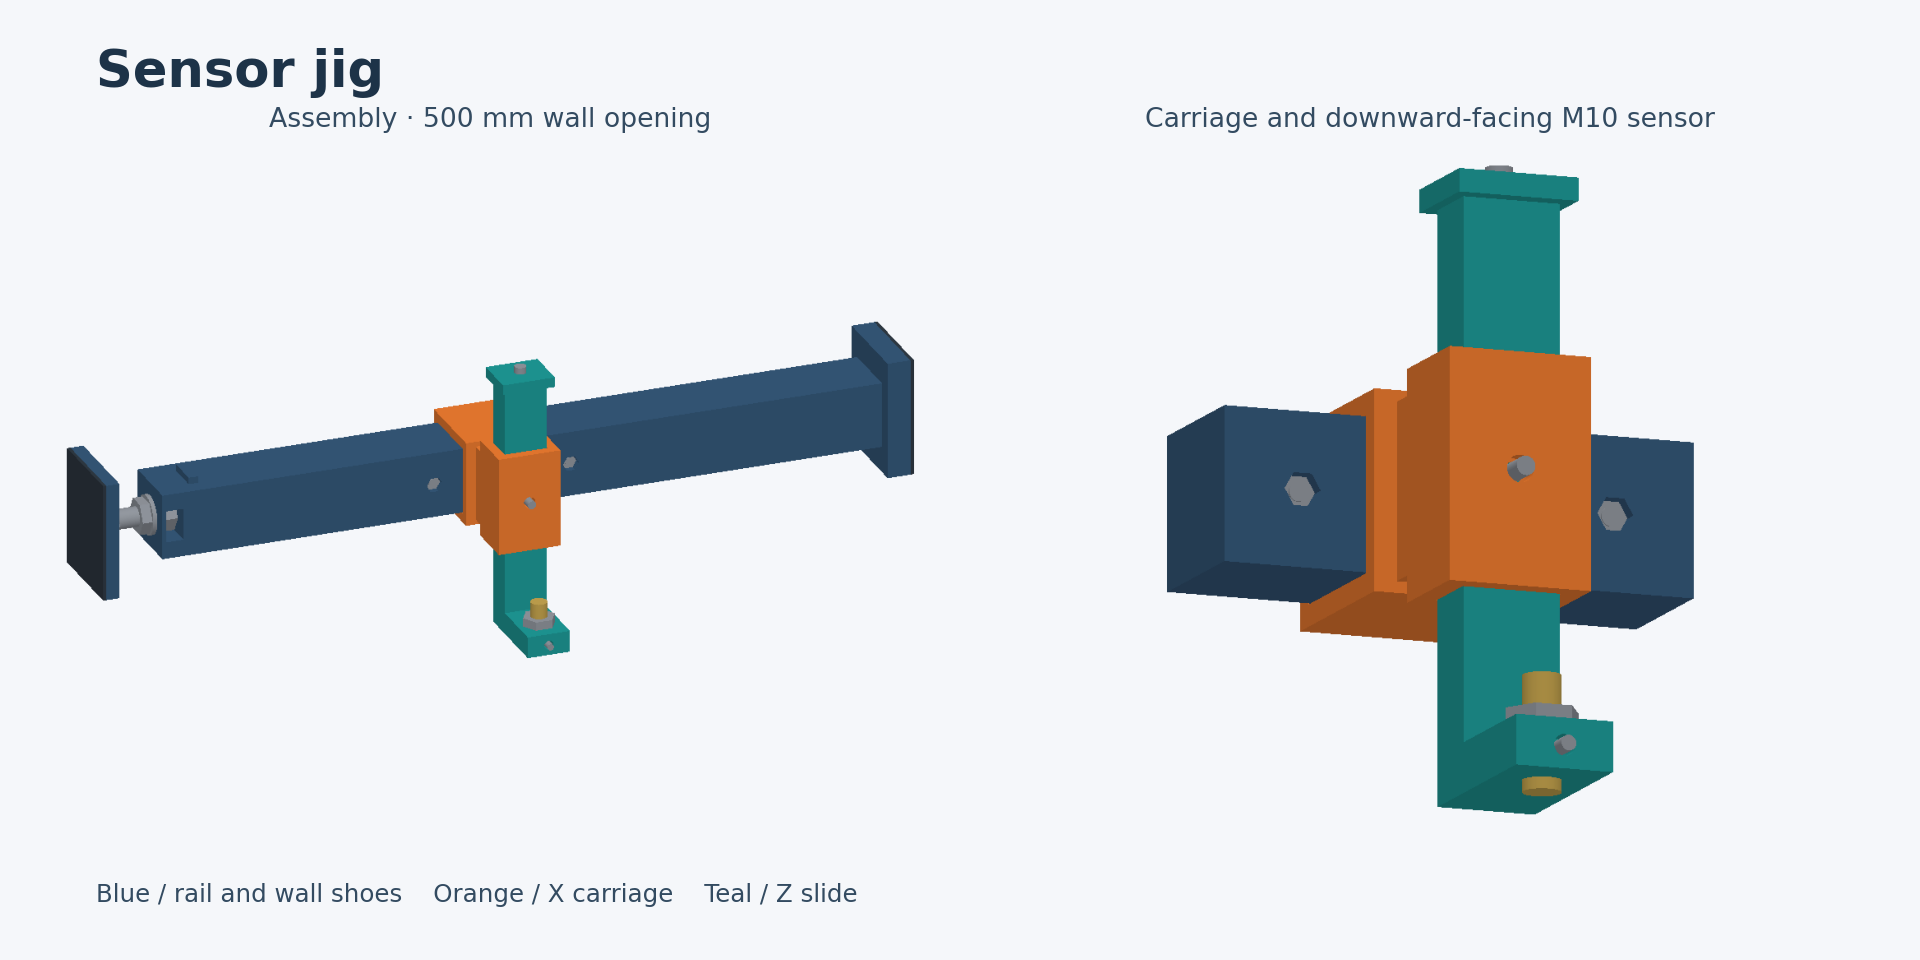 Sensor jig
Assembly · 500 mm wall opening
Carriage and downward-facing M10 sensor
Blue / rail and wall shoes    Orange / X carriage    Teal / Z slide